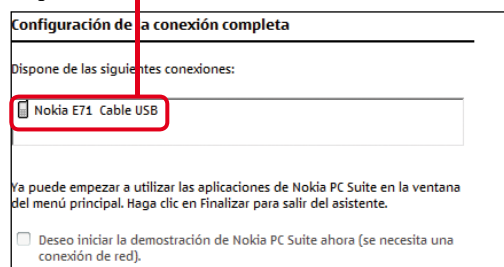 Configuración de la conexión completa
Dispone de las siguientes conexiones:
Nokia E71 Cable USB
Ya puede empezar a utilizar las aplicaciones de Nokia PC Suite en la ventana
del menú principal. Haga clic en Finalizar para salir del asistente.
Deseo iniciar la demostración de Nokia PC Suite ahora (se necesita una
conexión de red).